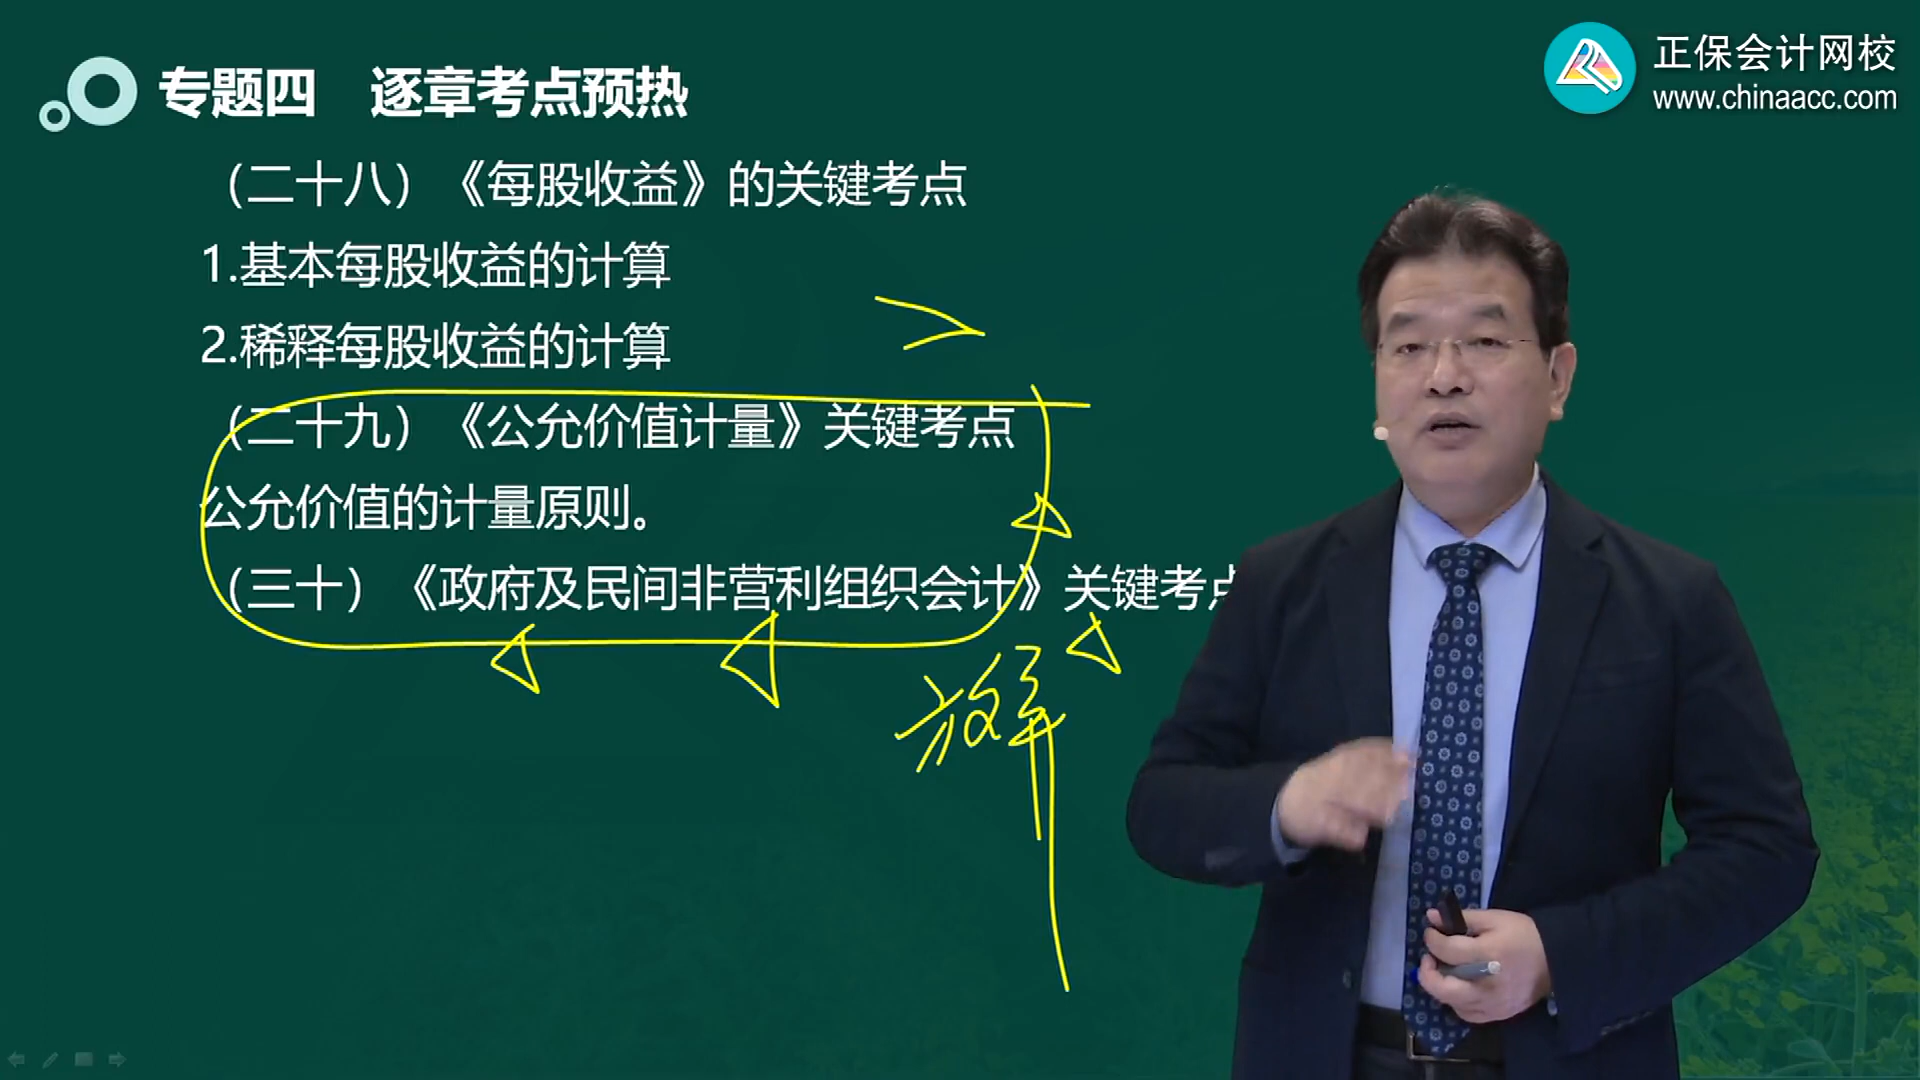 专题四 逐章考点预热
正保会计网校
www.chinaacc.com
（二十八）《每股收益》的关键考点
1.基本每股收益的计算
2.稀释每股收益的计算
（二十九）《公允价值计量》关键考点
公允价值的计量原则。
（三十）《政府及民间非营利组织会计》关键考点
放弃